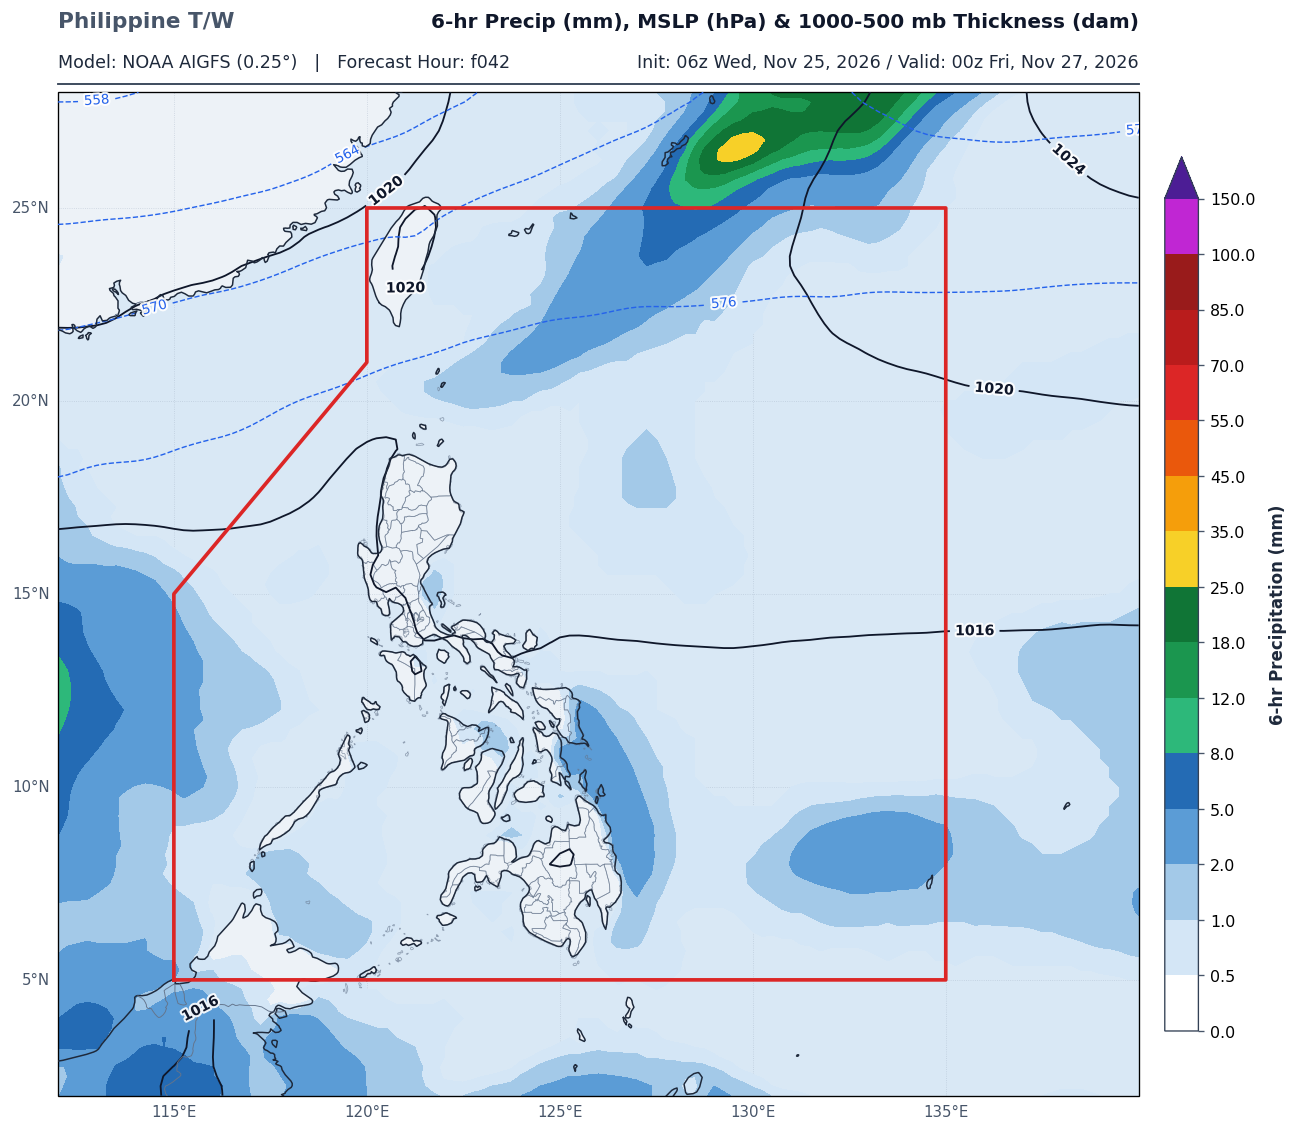 Philippine T/W
6-hr Precip (mm), MSLP (hPa) & 1000-500 mb Thickness (dam)
Model: NOAA AIGFS (0.25°) | Forecast Hour: f042
Init: 06z Wed, Nov 25, 2026 / Valid: 00z Fri, Nov 27, 2026
558
564
570
576
57
1020
1020
1020
1024
1016
1016
25°N
20°N
15°N
10°N
5°N
115°E
120°E
125°E
130°E
135°E
150.0
100.0
85.0
70.0
55.0
45.0
35.0
25.0
18.0
12.0
8.0
5.0
2.0
1.0
0.5
0.0
6-hr Precipitation (mm)